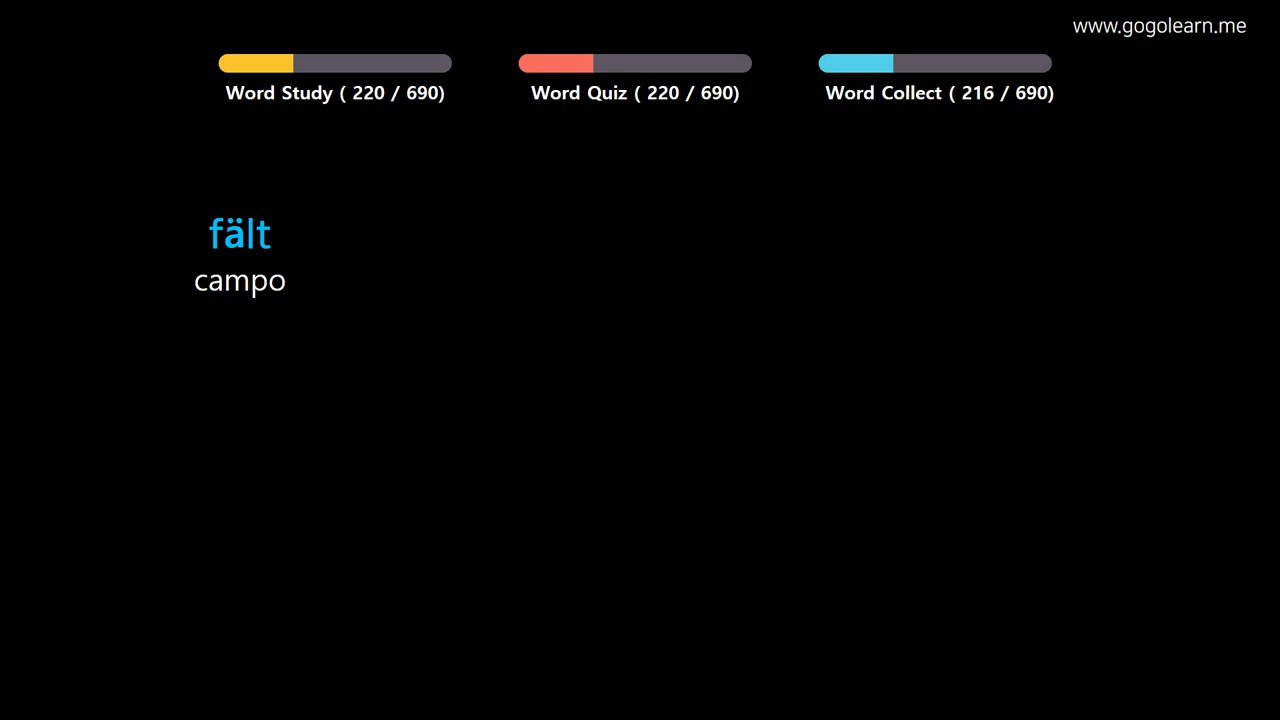 www.gogolearn.me
Word Study ( 220 / 690)
Word Quiz ( 220 / 690)
Word Collect ( 216 / 690)
fält
campo